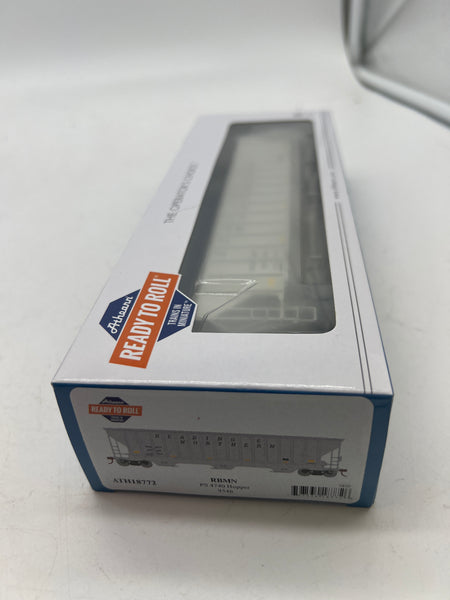 THE OPERATOR'S CHOICE
Athearn
READY TO ROLL
TRAINS IN
MINIATURE
Athearn
READY TO ROLL
READING
NORTHERN
ATH18772
RBMN
PS 4740 Hopper